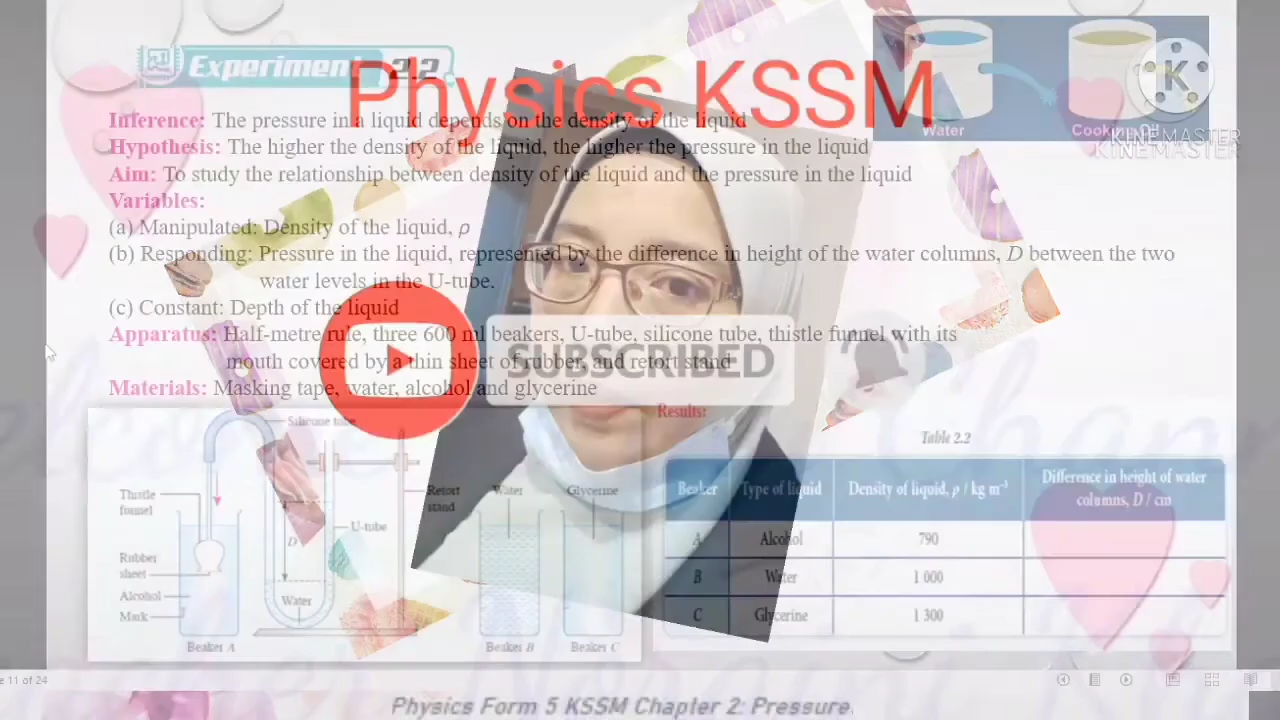 Experiment 2.2
Physics KSSM
Inference: The pressure in a liquid depends on the density of the liquid
Hypothesis: The higher the density of the liquid, the higher the pressure in the liquid
Aim: To study the relationship between density of the liquid and the pressure in the liquid
Variables:
(a) Manipulated: Density of the liquid, ρ
(b) Responding: Pressure in the liquid, represented by the difference in height of the water columns, D between the two
water levels in the U-tube.
(c) Constant: Depth of the liquid
Apparatus: Half-metre rule, three 600 ml beakers, U-tube, silicone tube, thistle funnel with its
mouth covered by a thin sheet of rubber, and retort stand
Materials: Masking tape, water, alcohol and glycerine
Water
Cooking Oil
K
KINEMASTER
KINEMASTER
SUBSCRIBED
Silicone tube
Thistle
funnel
Rubber
sheet
Alcohol
Mark
Beaker A
D
Water
U-tube
Retort
stand
Water
Glycerine
Beaker B
Beaker C
Results:
Table 2.2
Beaker Type of liquid Density of liquid, ρ / kg m⁻³ Difference in height of water
columns, D / cm
A Alcohol 790
B Water 1 000
C Glycerine 1 300
11 of 24
Physics Form 5 KSSM Chapter 2: Pressure